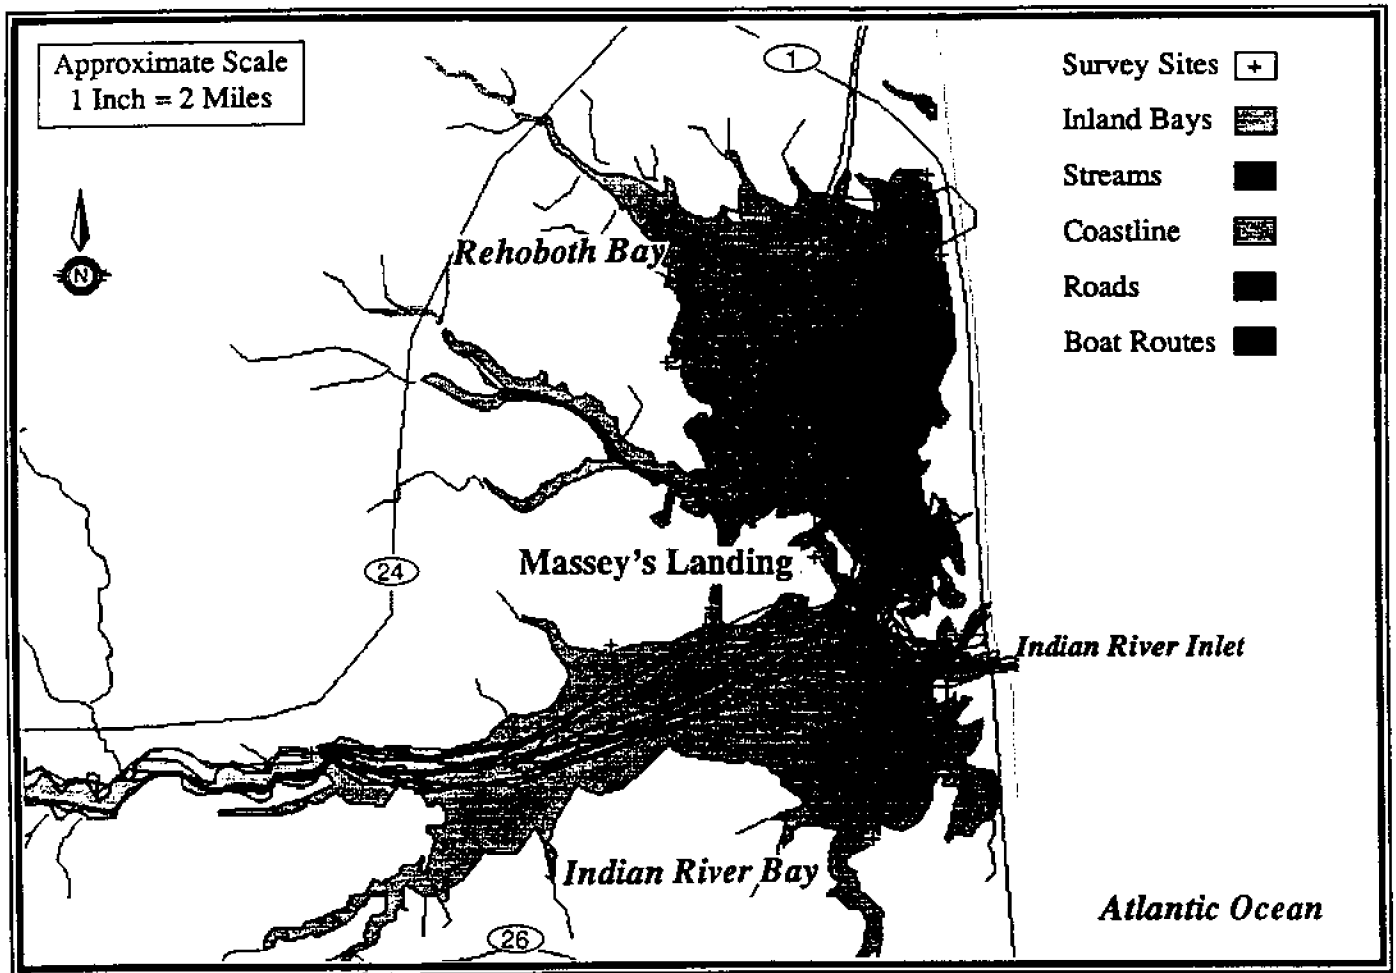 Approximate Scale
1 Inch = 2 Miles
1
Survey Sites +
Inland Bays
Streams
Coastline
Roads
Boat Routes
N
Rehoboth Bay
24
Massey's Landing
Indian River Inlet
Indian River Bay
Atlantic Ocean
26